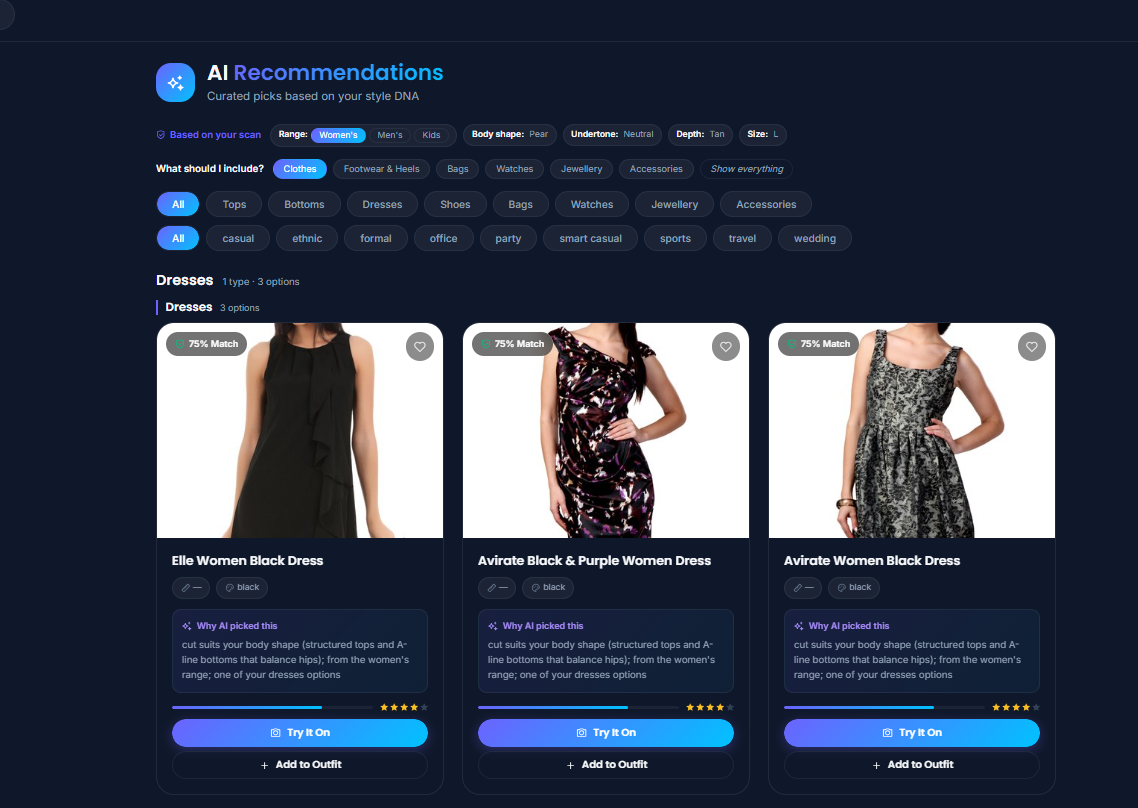 AI Recommendations
Curated picks based on your style DNA
Based on your scan Range: Women's Men's Kids Body shape: Pear Undertone: Neutral Depth: Tan Size: L
What should I include? Clothes Footwear & Heels Bags Watches Jewellery Accessories Show everything
All Tops Bottoms Dresses Shoes Bags Watches Jewellery Accessories
All casual ethnic formal office party smart casual sports travel wedding
Dresses 1 type · 3 options
Dresses 3 options
75% Match
Elle Women Black Dress
— black
Why AI picked this
cut suits your body shape (structured tops and A-
line bottoms that balance hips); from the women's
range; one of your dresses options
Try It On
+ Add to Outfit
75% Match
Avirate Black & Purple Women Dress
— black
Why AI picked this
cut suits your body shape (structured tops and A-
line bottoms that balance hips); from the women's
range; one of your dresses options
Try It On
+ Add to Outfit
75% Match
Avirate Women Black Dress
— black
Why AI picked this
cut suits your body shape (structured tops and A-
line bottoms that balance hips); from the women's
range; one of your dresses options
Try It On
+ Add to Outfit